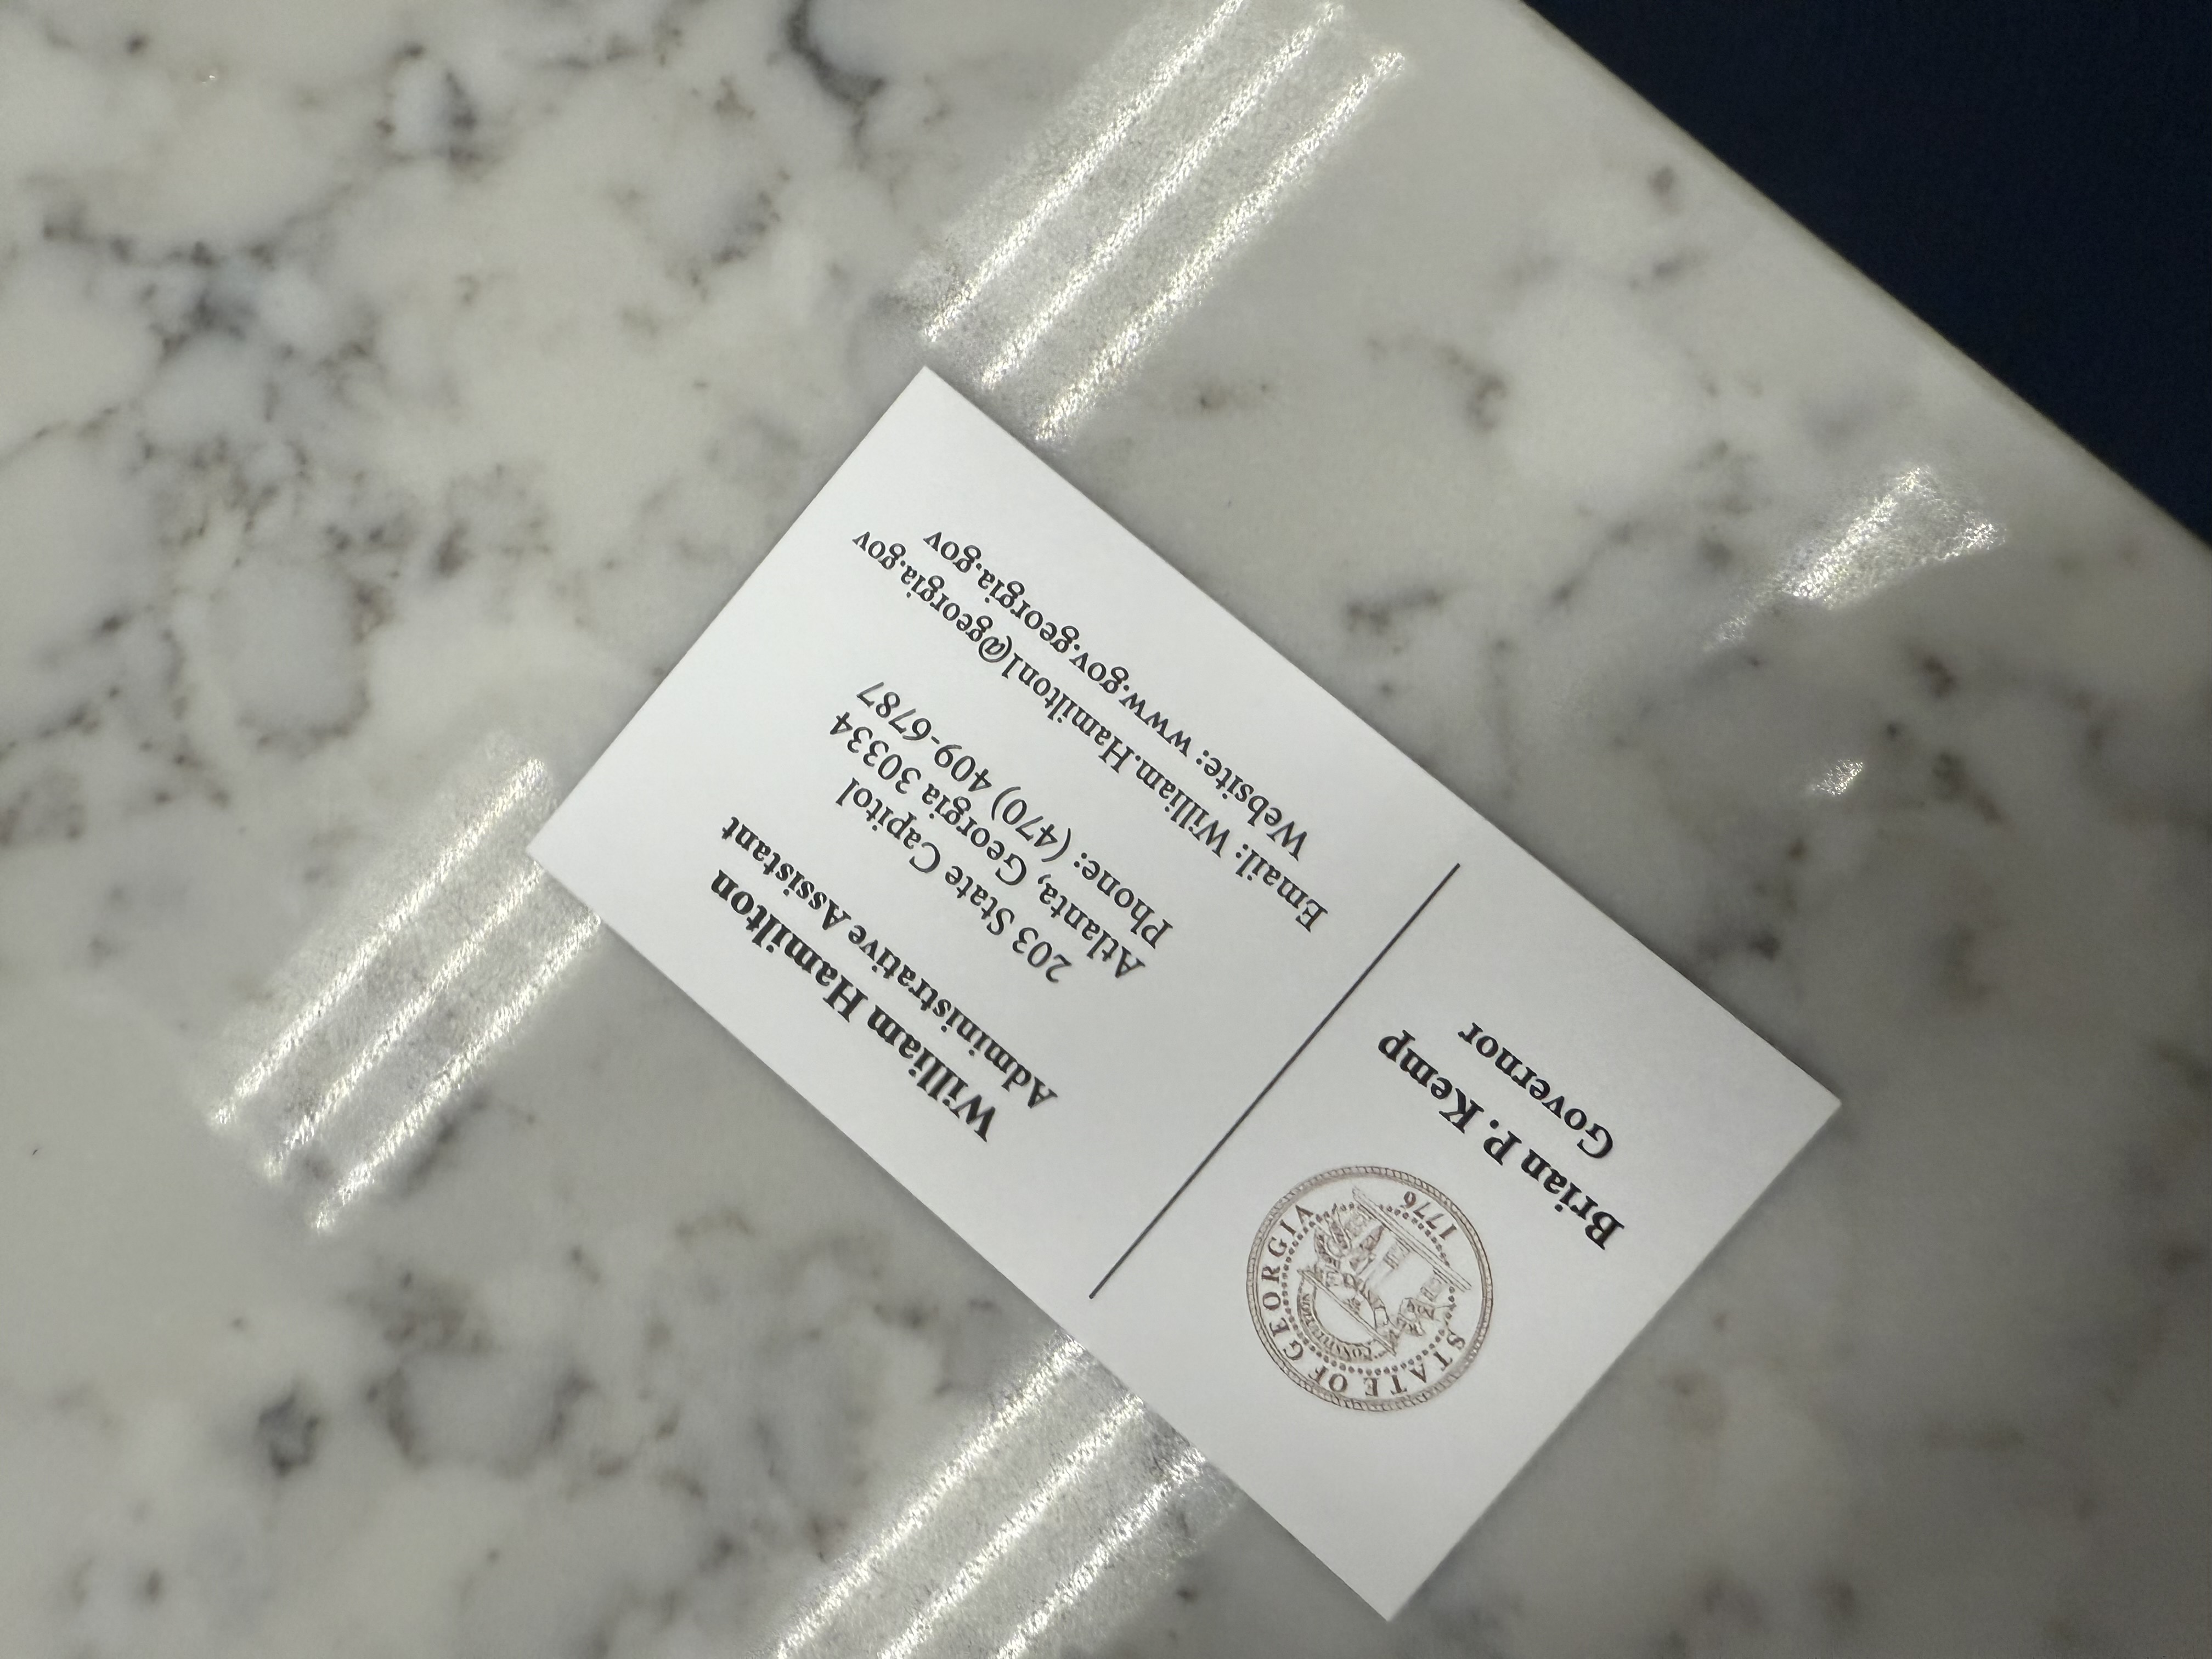 STATE OF GEORGIA
CONSTITUTION
1776
Brian P. Kemp
Governor
William Hamilton
Administrative Assistant
203 State Capitol
Atlanta, Georgia 30334
Phone: (470) 409-6787
Email: William.Hamilton1@georgia.gov
Website: www.gov.georgia.gov